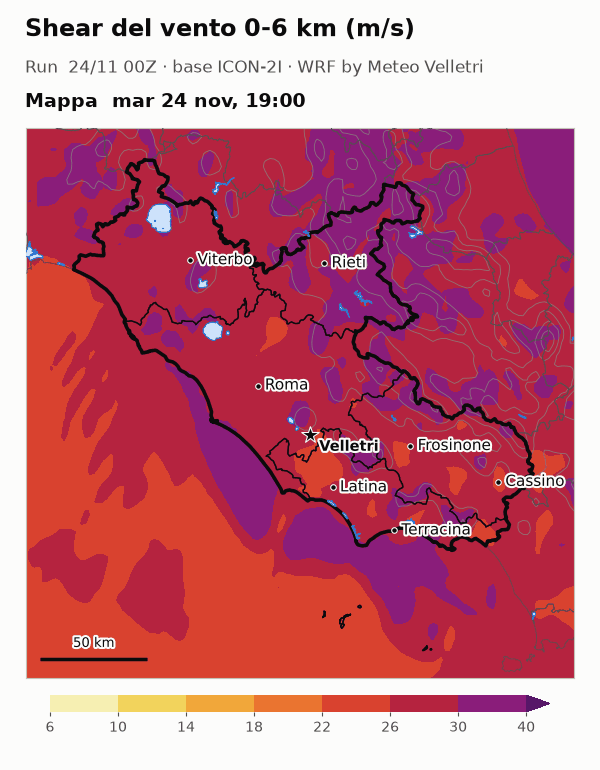 Shear del vento 0-6 km (m/s)
Run  24/11 00Z · base ICON-2I · WRF by Meteo Velletri
Mappa  mar 24 nov, 19:00
Viterbo
Rieti
Roma
Velletri
Frosinone
Cassino
Latina
Terracina
50 km
6 10 14 18 22 26 30 40